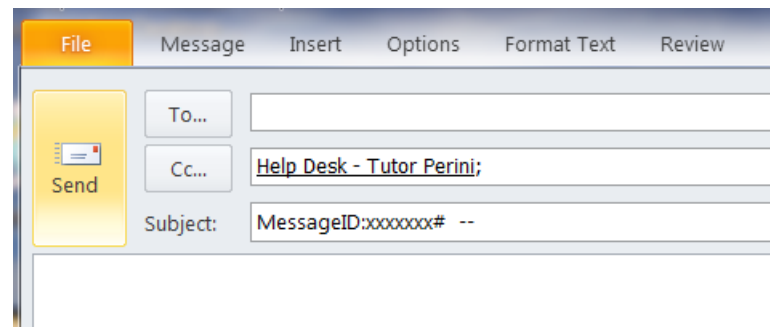 File Message Insert Options Format Text Review
To...
Send
Cc... Help Desk - Tutor Perini;
Subject: MessageID:xxxxxxx# --